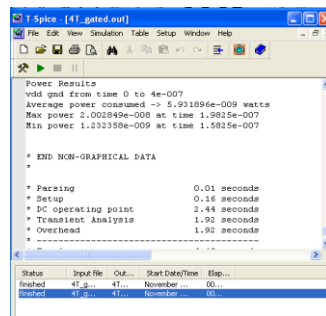 T-Spice - [4T_gated.out]
File Edit View Simulation Table Setup Window Help
Power Results
vdd gnd from time 0 to 4e-007
Average power consumed -> 5.931896e-009 watts
Max power 2.002849e-008 at time 1.9825e-007
Min power 1.232358e-009 at time 1.5825e-007
* END NON-GRAPHICAL DATA
*
* Parsing 0.01 seconds
* Setup 0.16 seconds
* DC operating point 2.44 seconds
* Transient Analysis 1.92 seconds
* Overhead 1.92 seconds
* -----------------------------------------
Status Input file Out... Start Date/Time Elap...
finished 4T_g... 4T... November ... 00...
finished 4T_g... 4T... November ... 00...